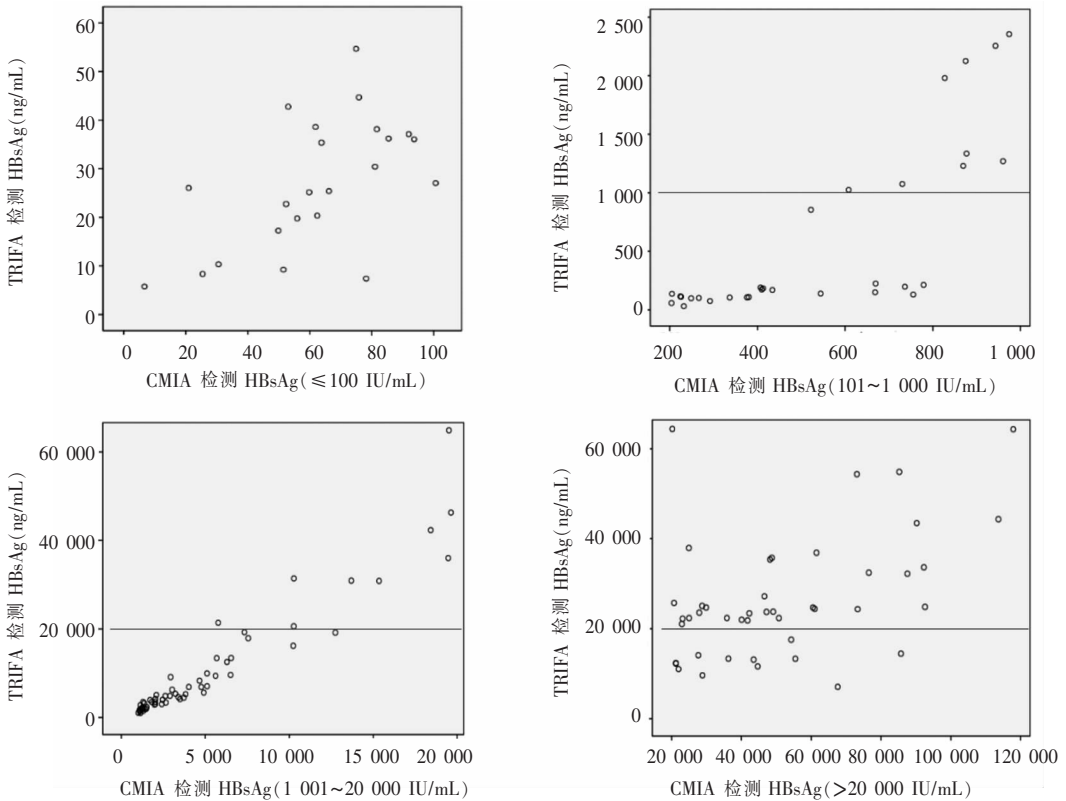 60
50
40
30
20
10
0
TRIFA 检测 HBsAg(ng/mL)
0 20 40 60 80 100
CMIA 检测 HBsAg(≤100 IU/mL)
2 500
2 000
1 500
1 000
500
0
TRIFA 检测 HBsAg(ng/mL)
200 400 600 800 1 000
CMIA 检测 HBsAg(101~1 000 IU/mL)
60 000
40 000
20 000
0
TRIFA 检测 HBsAg(ng/mL)
0 5 000 10 000 15 000 20 000
CMIA 检测 HBsAg(1 001~20 000 IU/mL)
60 000
40 000
20 000
0
TRIFA 检测 HBsAg(ng/mL)
20 000 40 000 60 000 80 000 100 000 120 000
CMIA 检测 HBsAg(>20 000 IU/mL)